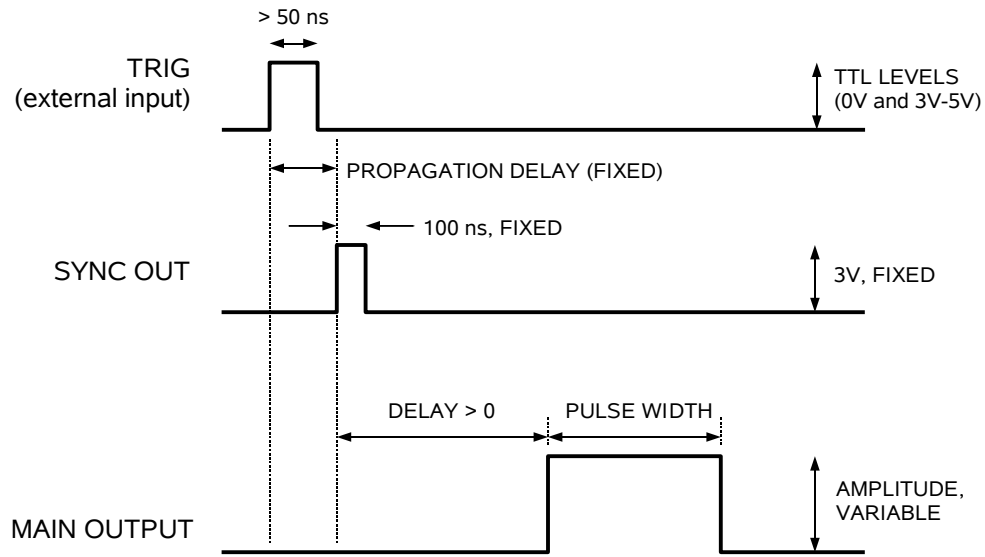 > 50 ns
TRIG
(external input)
TTL LEVELS
(0V and 3V-5V)
PROPAGATION DELAY (FIXED)
100 ns, FIXED
SYNC OUT
3V, FIXED
DELAY > 0
PULSE WIDTH
MAIN OUTPUT
AMPLITUDE,
VARIABLE